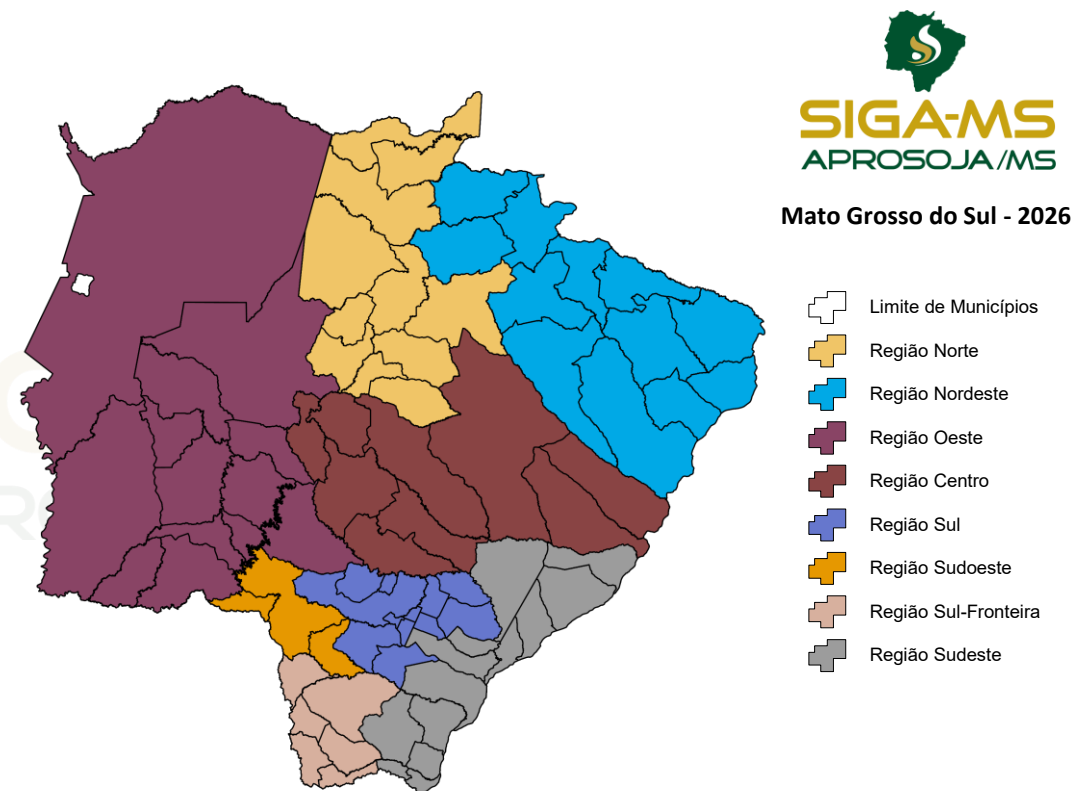 SIGA-MS
APROSOJA/MS
Mato Grosso do Sul - 2026
Limite de Municípios
Região Norte
Região Nordeste
Região Oeste
Região Centro
Região Sul
Região Sudoeste
Região Sul-Fronteira
Região Sudeste